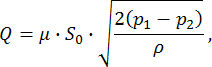 Q = μ · S₀ · √(2(p₁ − p₂)/ρ) ,